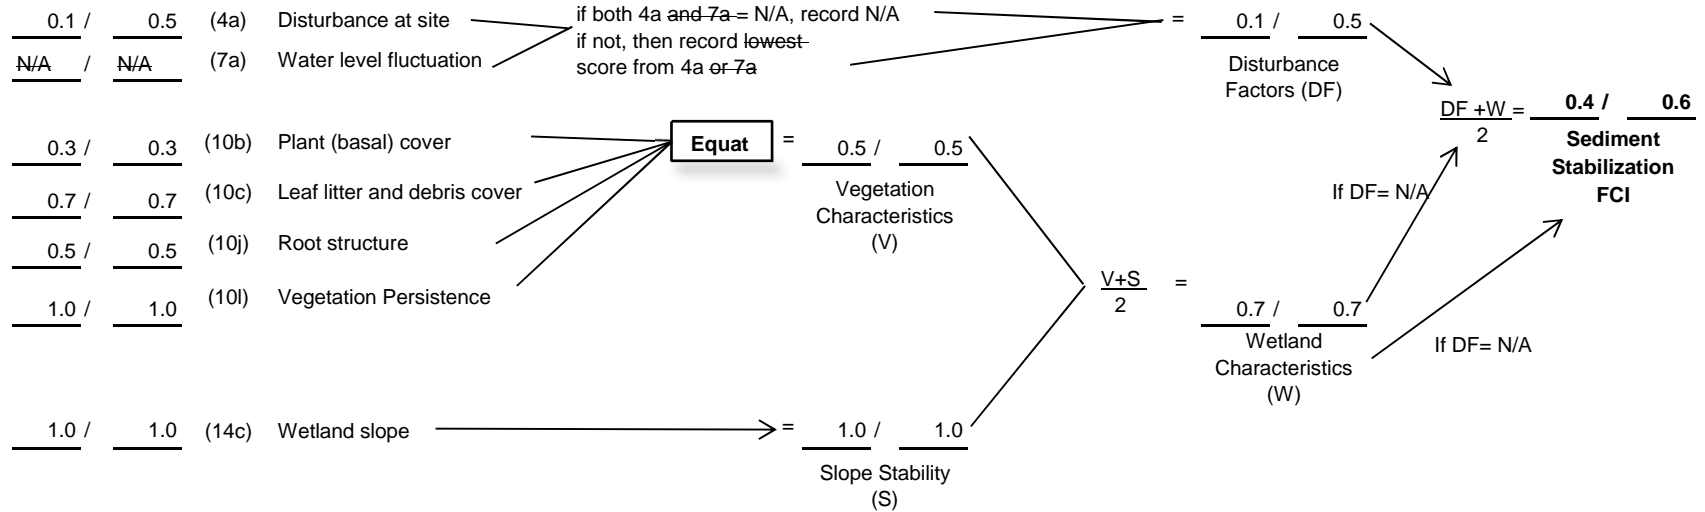 0.1 / 0.5 (4a) Disturbance at site
N/A / N/A (7a) Water level fluctuation
if both 4a and 7a = N/A, record N/A
if not, then record lowest
score from 4a or 7a
= 0.1 / 0.5
Disturbance
Factors (DF)
0.3 / 0.3 (10b) Plant (basal) cover
0.7 / 0.7 (10c) Leaf litter and debris cover
0.5 / 0.5 (10j) Root structure
1.0 / 1.0 (10l) Vegetation Persistence
Equat = 0.5 / 0.5
Vegetation
Characteristics
(V)
1.0 / 1.0 (14c) Wetland slope
= 1.0 / 1.0
Slope Stability
(S)
V+S =
2
0.7 / 0.7
Wetland
Characteristics
(W)
If DF= N/A
If DF= N/A
DF +W = 0.4 / 0.6
2
Sediment
Stabilization
FCI